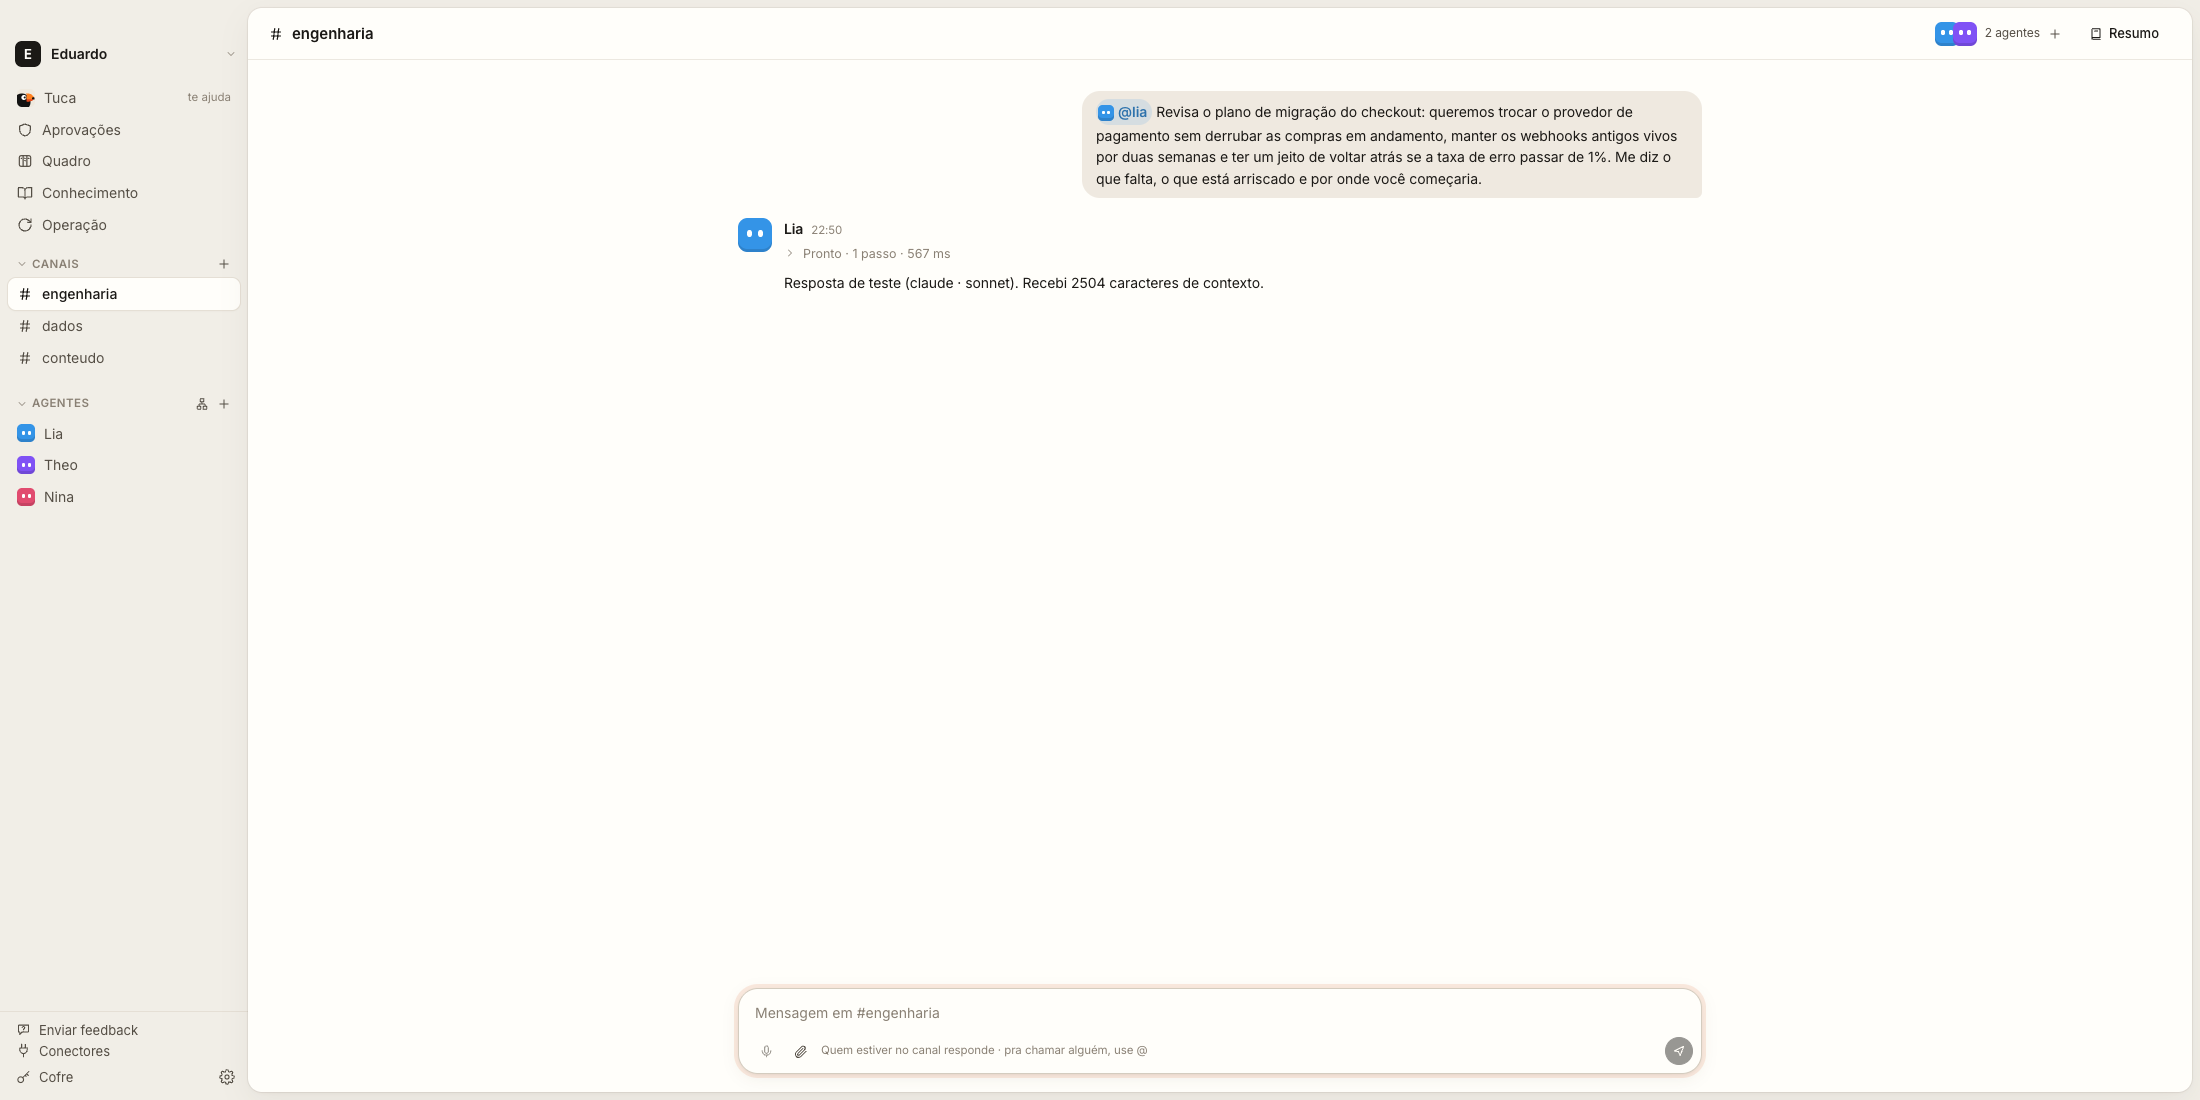 E Eduardo
Tuca te ajuda
Aprovações
Quadro
Conhecimento
Operação
CANAIS
# engenharia
# dados
# conteudo
AGENTES
Lia
Theo
Nina
Enviar feedback
Conectores
Cofre
# engenharia
2 agentes
Resumo
@lia Revisa o plano de migração do checkout: queremos trocar o provedor de
pagamento sem derrubar as compras em andamento, manter os webhooks antigos vivos
por duas semanas e ter um jeito de voltar atrás se a taxa de erro passar de 1%. Me diz o
que falta, o que está arriscado e por onde você começaria.
Lia 22:50
Pronto · 1 passo · 567 ms
Resposta de teste (claude · sonnet). Recebi 2504 caracteres de contexto.
Mensagem em #engenharia
Quem estiver no canal responde · pra chamar alguém, use @